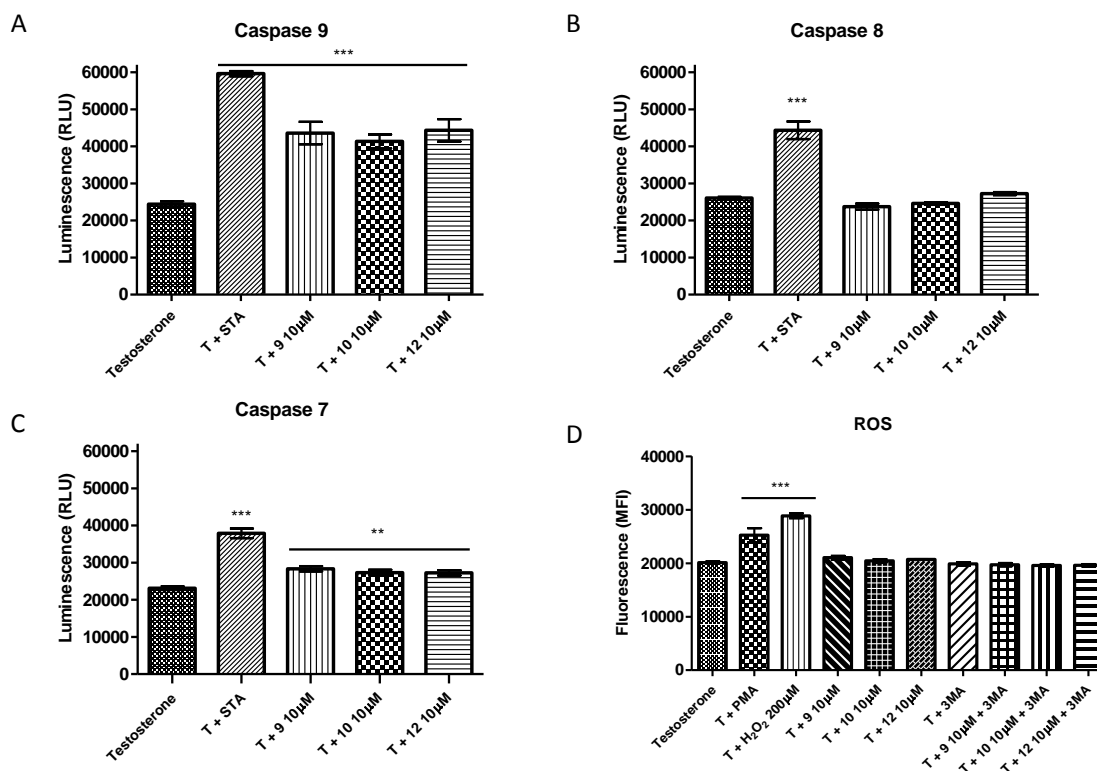 A
Caspase 9
***
Luminescence (RLU)
60000
50000
40000
30000
20000
10000
0
Testosterone
T + STA
T + 9 10µM
T + 10 10µM
T + 12 10µM
B
Caspase 8
***
Luminescence (RLU)
60000
50000
40000
30000
20000
10000
0
Testosterone
T + STA
T + 9 10µM
T + 10 10µM
T + 12 10µM
C
Caspase 7
***
**
Luminescence (RLU)
60000
50000
40000
30000
20000
10000
0
Testosterone
T + STA
T + 9 10µM
T + 10 10µM
T + 12 10µM
D
ROS
***
Fluorescence (MFI)
40000
30000
20000
10000
0
Testosterone
T + PMA
T + H₂O₂ 200µM
T + 9 10µM
T + 10 10µM
T + 12 10µM
T + 3MA
T + 9 10µM + 3MA
T + 10 10µM + 3MA
T + 12 10µM + 3MA